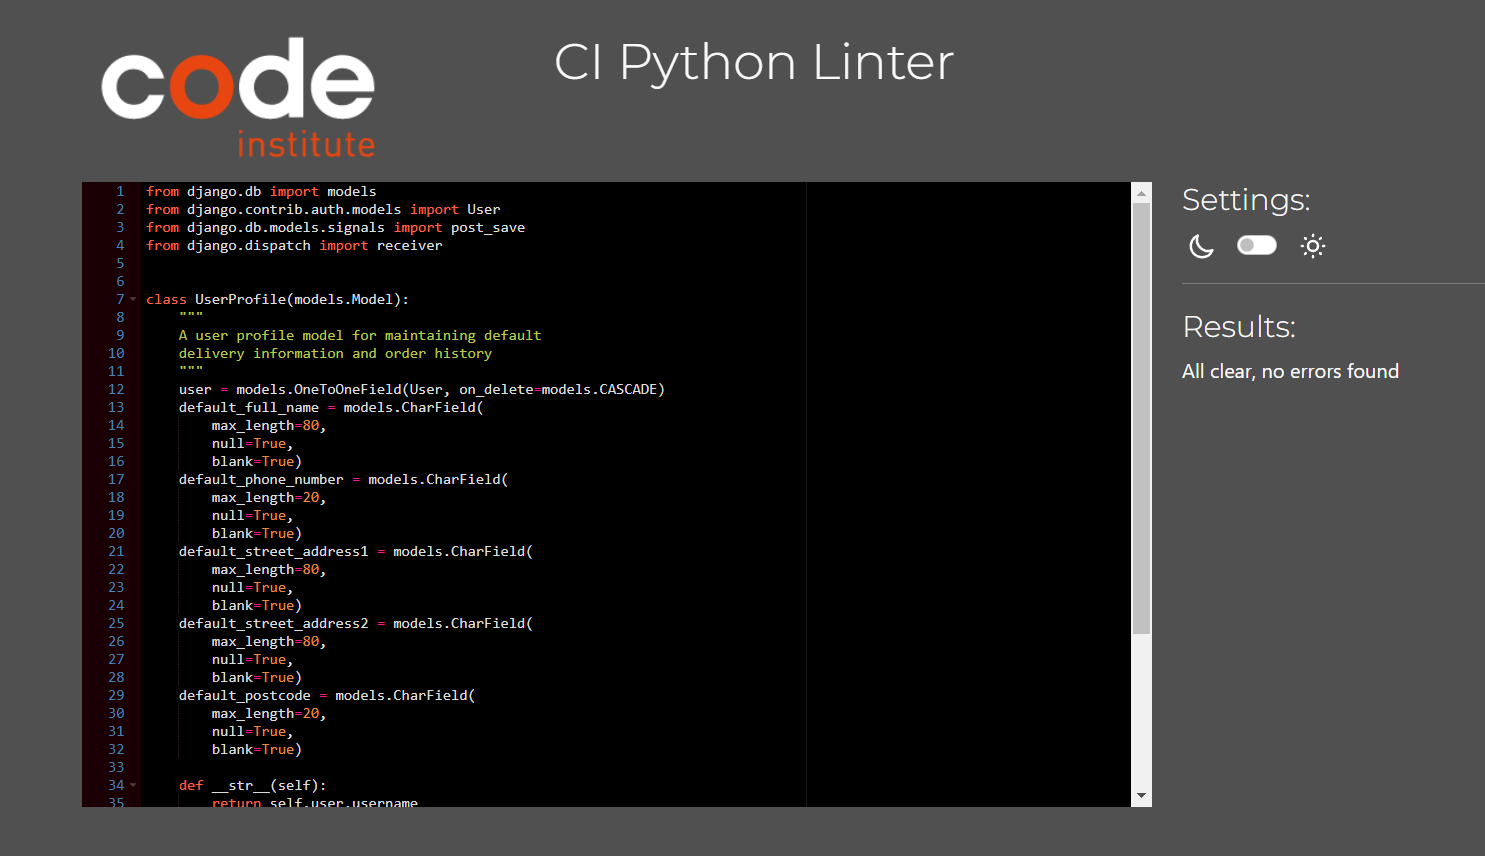 code
institute
CI Python Linter
1 from django.db import models
2 from django.contrib.auth.models import User
3 from django.db.models.signals import post_save
4 from django.dispatch import receiver
5
6
7 class UserProfile(models.Model):
8     """
9     A user profile model for maintaining default
10     delivery information and order history
11     """
12     user = models.OneToOneField(User, on_delete=models.CASCADE)
13     default_full_name = models.CharField(
14         max_length=80,
15         null=True,
16         blank=True)
17     default_phone_number = models.CharField(
18         max_length=20,
19         null=True,
20         blank=True)
21     default_street_address1 = models.CharField(
22         max_length=80,
23         null=True,
24         blank=True)
25     default_street_address2 = models.CharField(
26         max_length=80,
27         null=True,
28         blank=True)
29     default_postcode = models.CharField(
30         max_length=20,
31         null=True,
32         blank=True)
33
34     def __str__(self):
35         return self.user.username
Settings:
Results:
All clear, no errors found